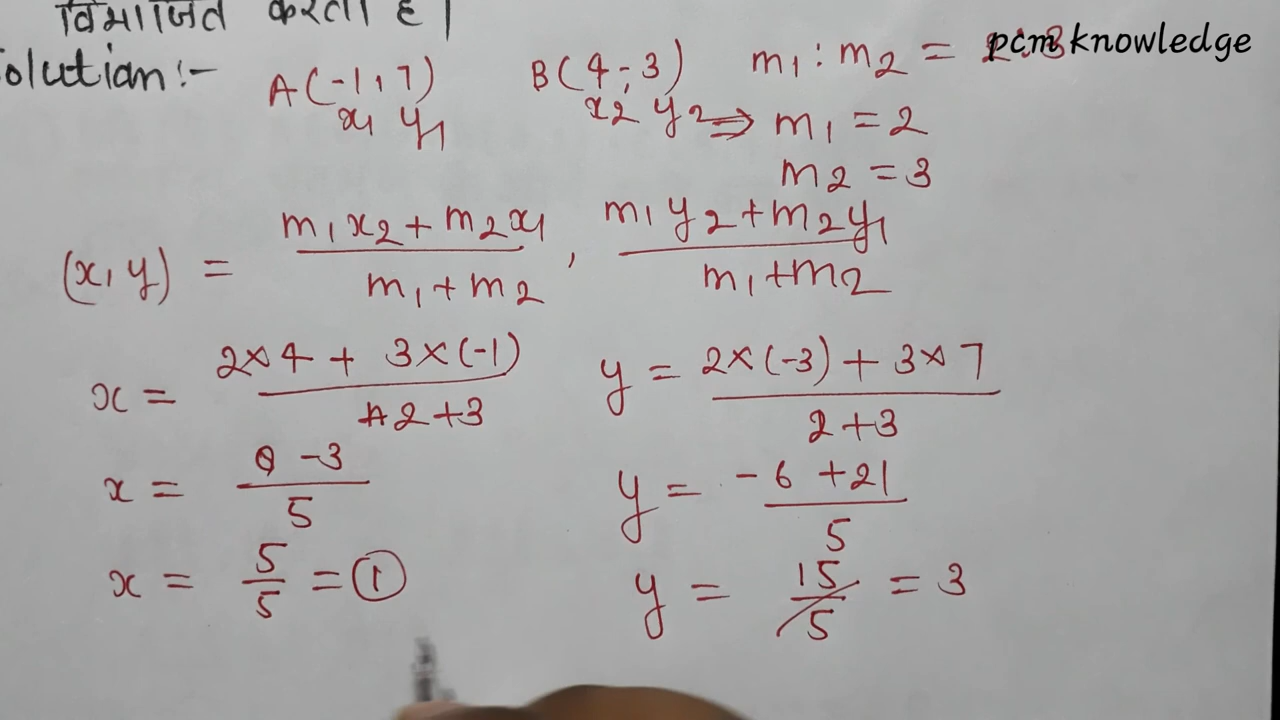 विभाजित करता है।
pcm knowledge
olution :-
A(-1, 7) B(4, -3) m₁ : m₂ = 2:3
x₁ y₁ x₂ y₂ ⇒ m₁ = 2
m₂ = 3
(x, y) = (m₁x₂ + m₂x₁)/(m₁ + m₂) , (m₁y₂ + m₂y₁)/(m₁ + m₂)
x = (2×4 + 3×(-1))/(2+3) y = (2×(-3) + 3×7)/(2+3)
x = (8 -3)/5 y = (-6 +21)/5
x = 5/5 = 1 y = 15/5 = 3